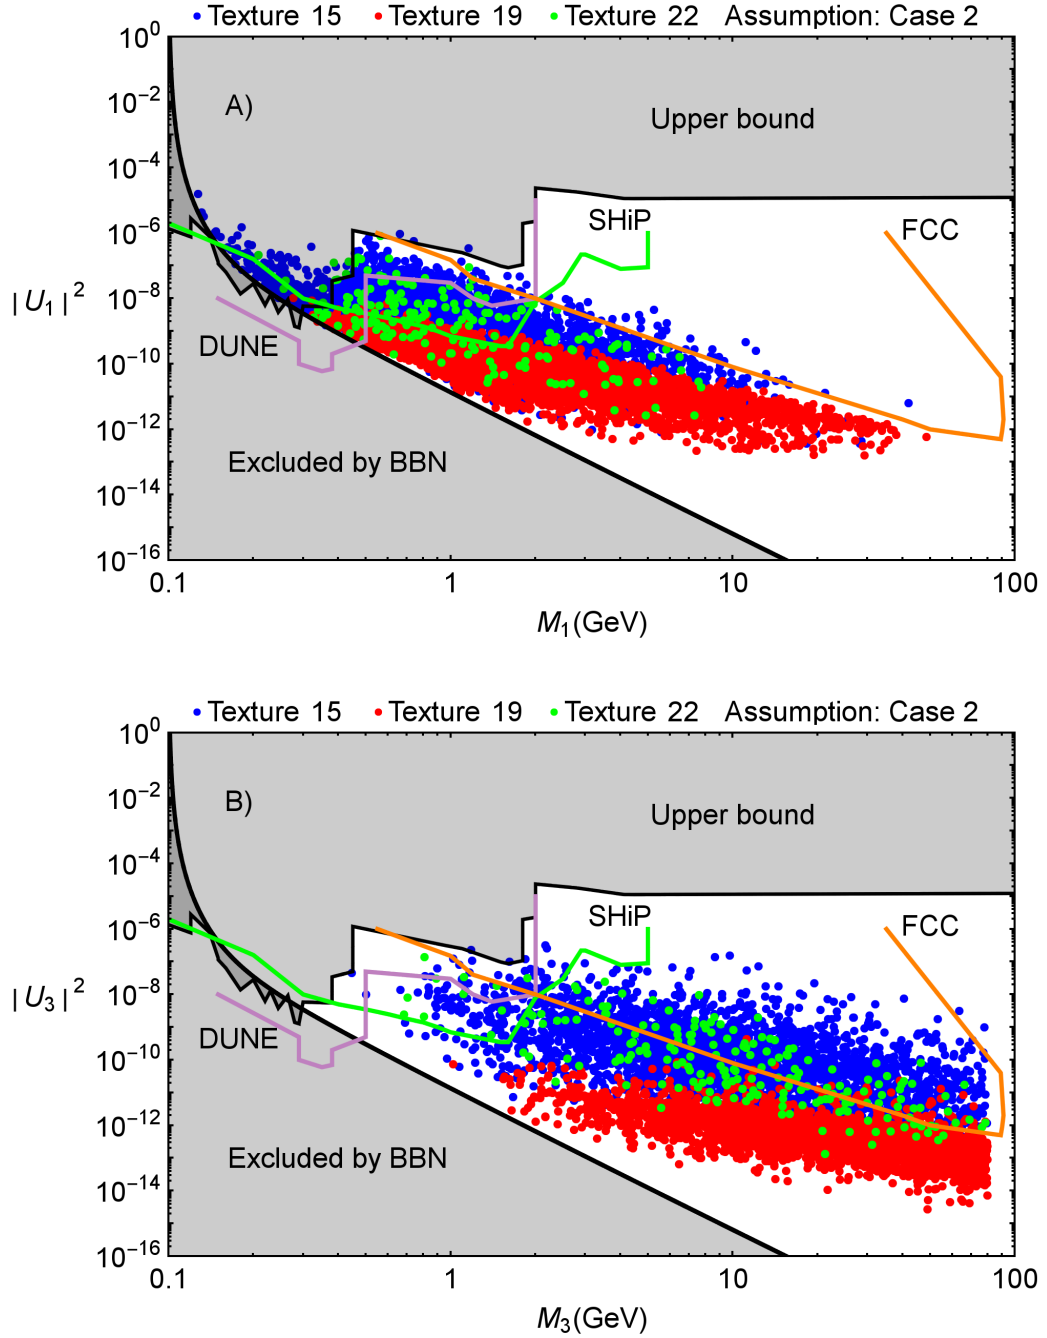 Texture 15 Texture 19 Texture 22 Assumption: Case 2
10^0
10^-2
10^-4
10^-6
10^-8
10^-10
10^-12
10^-14
10^-16
|U_1|^2
A)
Upper bound
SHiP
FCC
DUNE
Excluded by BBN
0.1 1 10 100
M_1(GeV)
Texture 15 Texture 19 Texture 22 Assumption: Case 2
10^0
10^-2
10^-4
10^-6
10^-8
10^-10
10^-12
10^-14
10^-16
|U_3|^2
B)
Upper bound
SHiP
FCC
DUNE
Excluded by BBN
0.1 1 10 100
M_3(GeV)